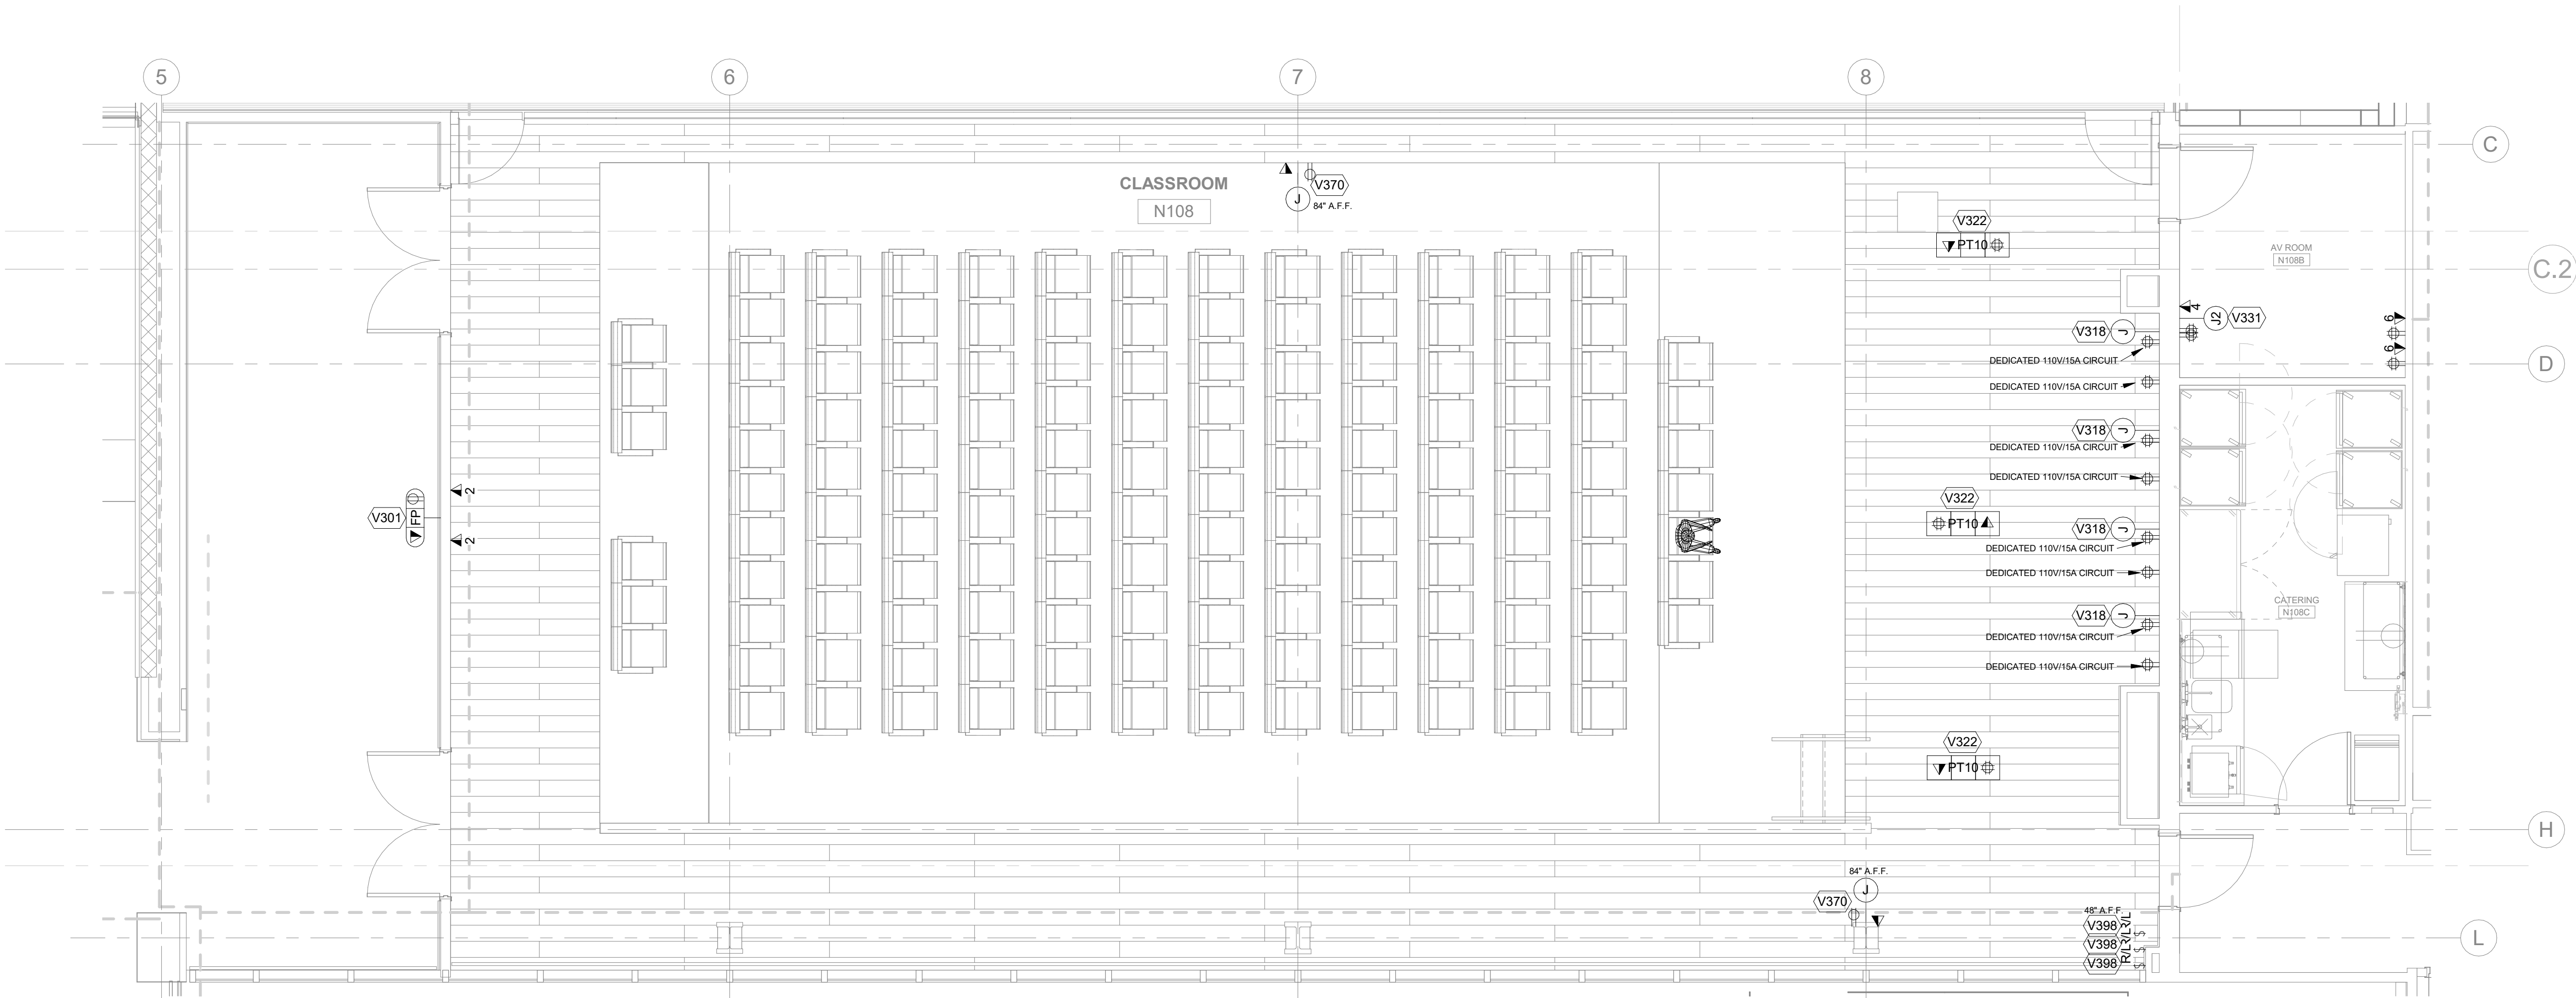 5
6
7
8
C
CLASSROOM
N108
V370
J
84" A.F.F.
V322
PT10
AV ROOM
N108B
C.2
4
J2
V331
6
6
V318
J
DEDICATED 110V/15A CIRCUIT
D
DEDICATED 110V/15A CIRCUIT
V318
J
DEDICATED 110V/15A CIRCUIT
DEDICATED 110V/15A CIRCUIT
V301
FP
2
2
V322
PT10
V318
J
DEDICATED 110V/15A CIRCUIT
DEDICATED 110V/15A CIRCUIT
CATERING
N108C
V318
J
DEDICATED 110V/15A CIRCUIT
DEDICATED 110V/15A CIRCUIT
V322
PT10
H
84" A.F.F.
J
V370
48" A.F.F.
V398
V398
V398
R/L
R/L
R/L
S S
S S
S S
L